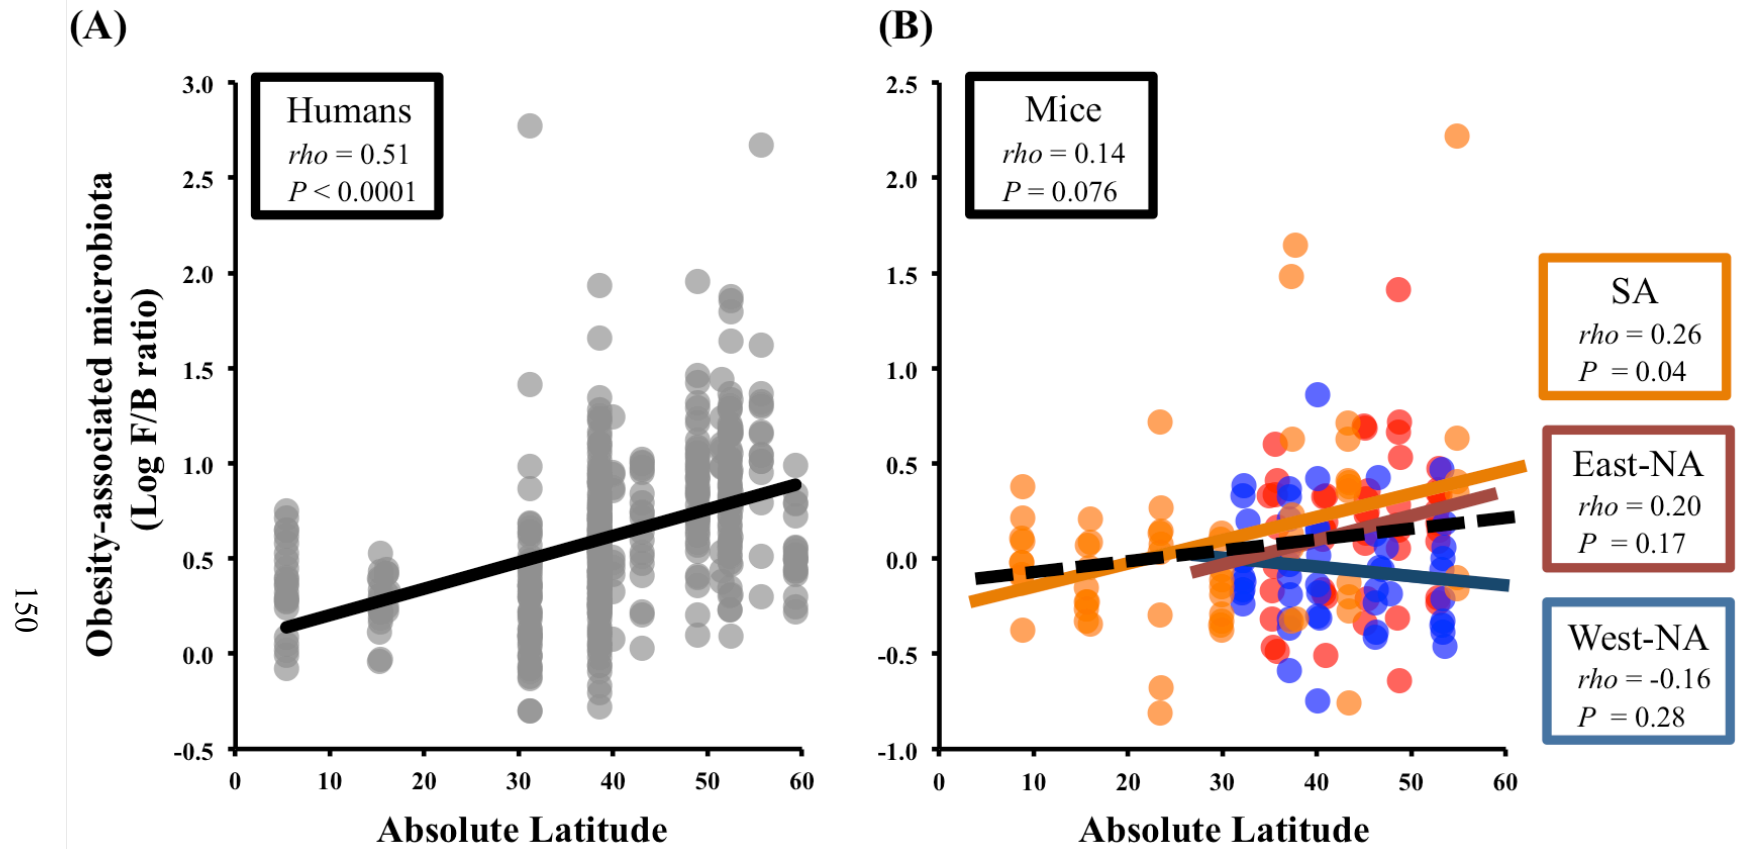 (A)
Humans
rho = 0.51
P < 0.0001
Obesity-associated microbiota
(Log F/B ratio)
3.0
2.5
2.0
1.5
1.0
0.5
0.0
-0.5
0 10 20 30 40 50 60
Absolute Latitude
(B)
Mice
rho = 0.14
P = 0.076
2.5
2.0
1.5
1.0
0.5
0.0
-0.5
-1.0
0 10 20 30 40 50 60
Absolute Latitude
SA
rho = 0.26
P = 0.04
East-NA
rho = 0.20
P = 0.17
West-NA
rho = -0.16
P = 0.28
150